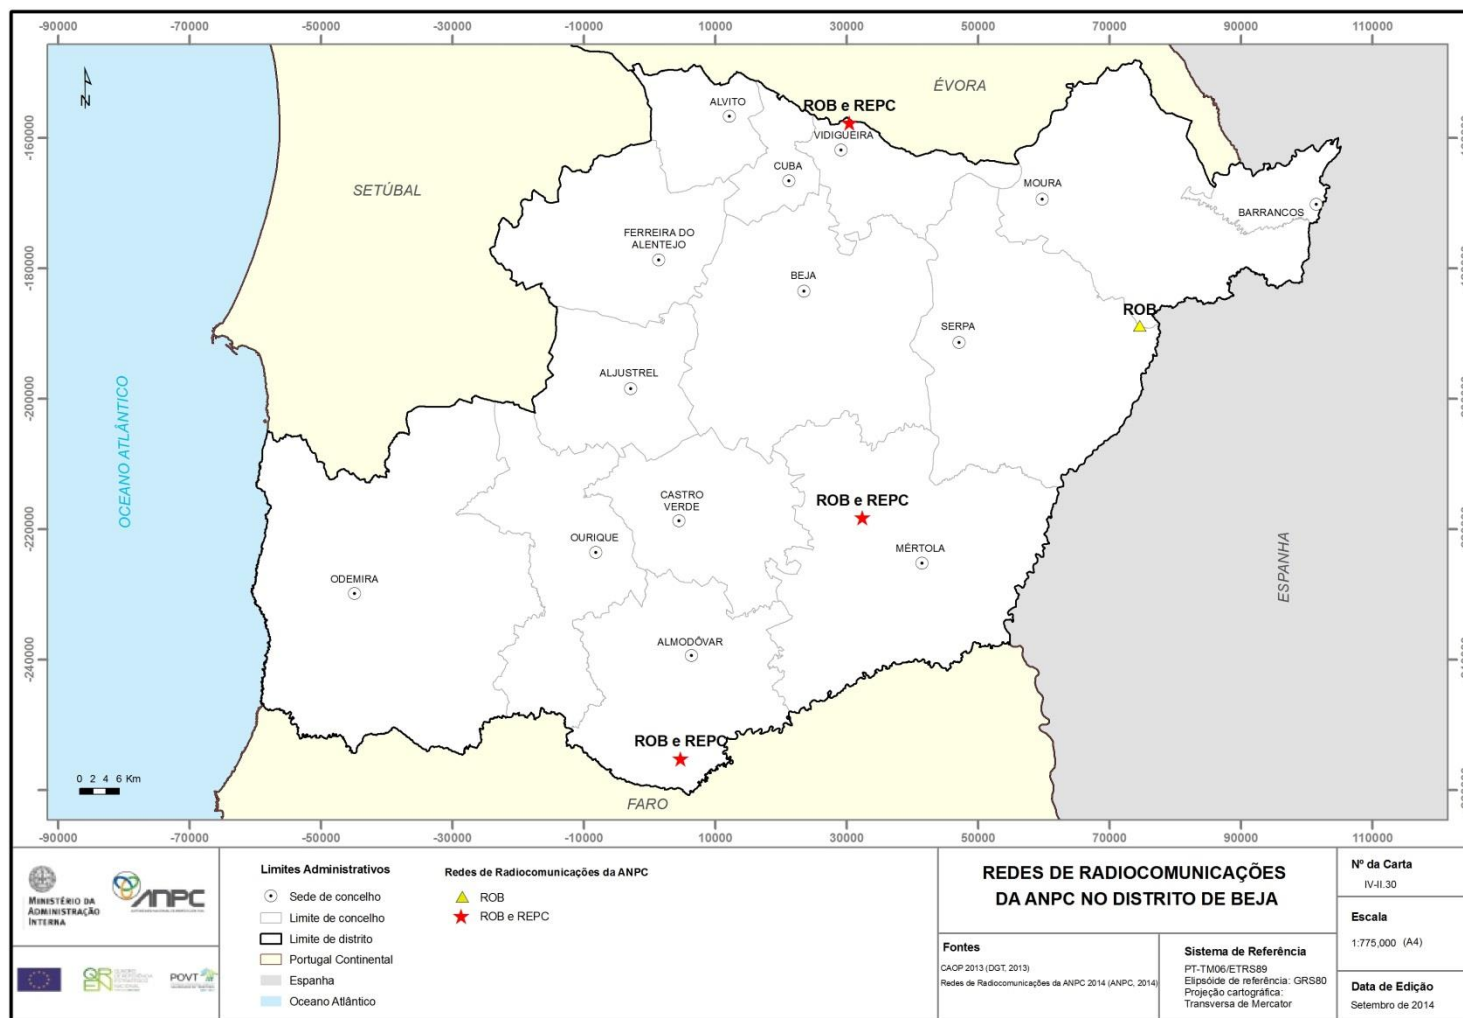 -90000 -70000 -50000 -30000 -10000 10000 30000 50000 70000 90000 110000
N
-160000
-180000
-200000
-220000
-240000
ÉVORA
ALVITO
ROB e REPC
VIDIGUEIRA
CUBA
SETÚBAL
MOURA
BARRANCOS
FERREIRA DO
ALENTEJO
BEJA
ROB
SERPA
ALJUSTREL
OCEANO ATLÂNTICO
CASTRO
VERDE
ROB e REPC
OURIQUE
MÉRTOLA
ESPANHA
ODEMIRA
ALMODÔVAR
ROB e REPC
FARO
0 2 4 6 Km
-90000 -70000 -50000 -30000 -10000 10000 30000 50000 70000 90000 110000
MINISTÉRIO DA
ADMINISTRAÇÃO
INTERNA
ANPC
QREN
POVT
Limites Administrativos
Sede de concelho
Limite de concelho
Limite de distrito
Portugal Continental
Espanha
Oceano Atlântico
Redes de Radiocomunicações da ANPC
ROB
ROB e REPC
REDES DE RADIOCOMUNICAÇÕES
DA ANPC NO DISTRITO DE BEJA
Fontes
CAOP 2013 (DGT, 2013)
Redes de Radiocomunicações da ANPC 2014 (ANPC, 2014)
Sistema de Referência
PT-TM06/ETRS89
Elipsóide de referência: GRS80
Projeção cartográfica:
Transversa de Mercator
Nº da Carta
IV-II.30
Escala
1:775,000 (A4)
Data de Edição
Setembro de 2014